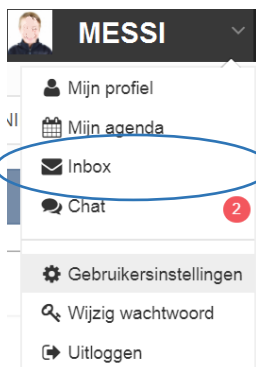 MESSI
Mijn profiel
Mijn agenda
Inbox
Chat 2
Gebruikersinstellingen
Wijzig wachtwoord
Uitloggen